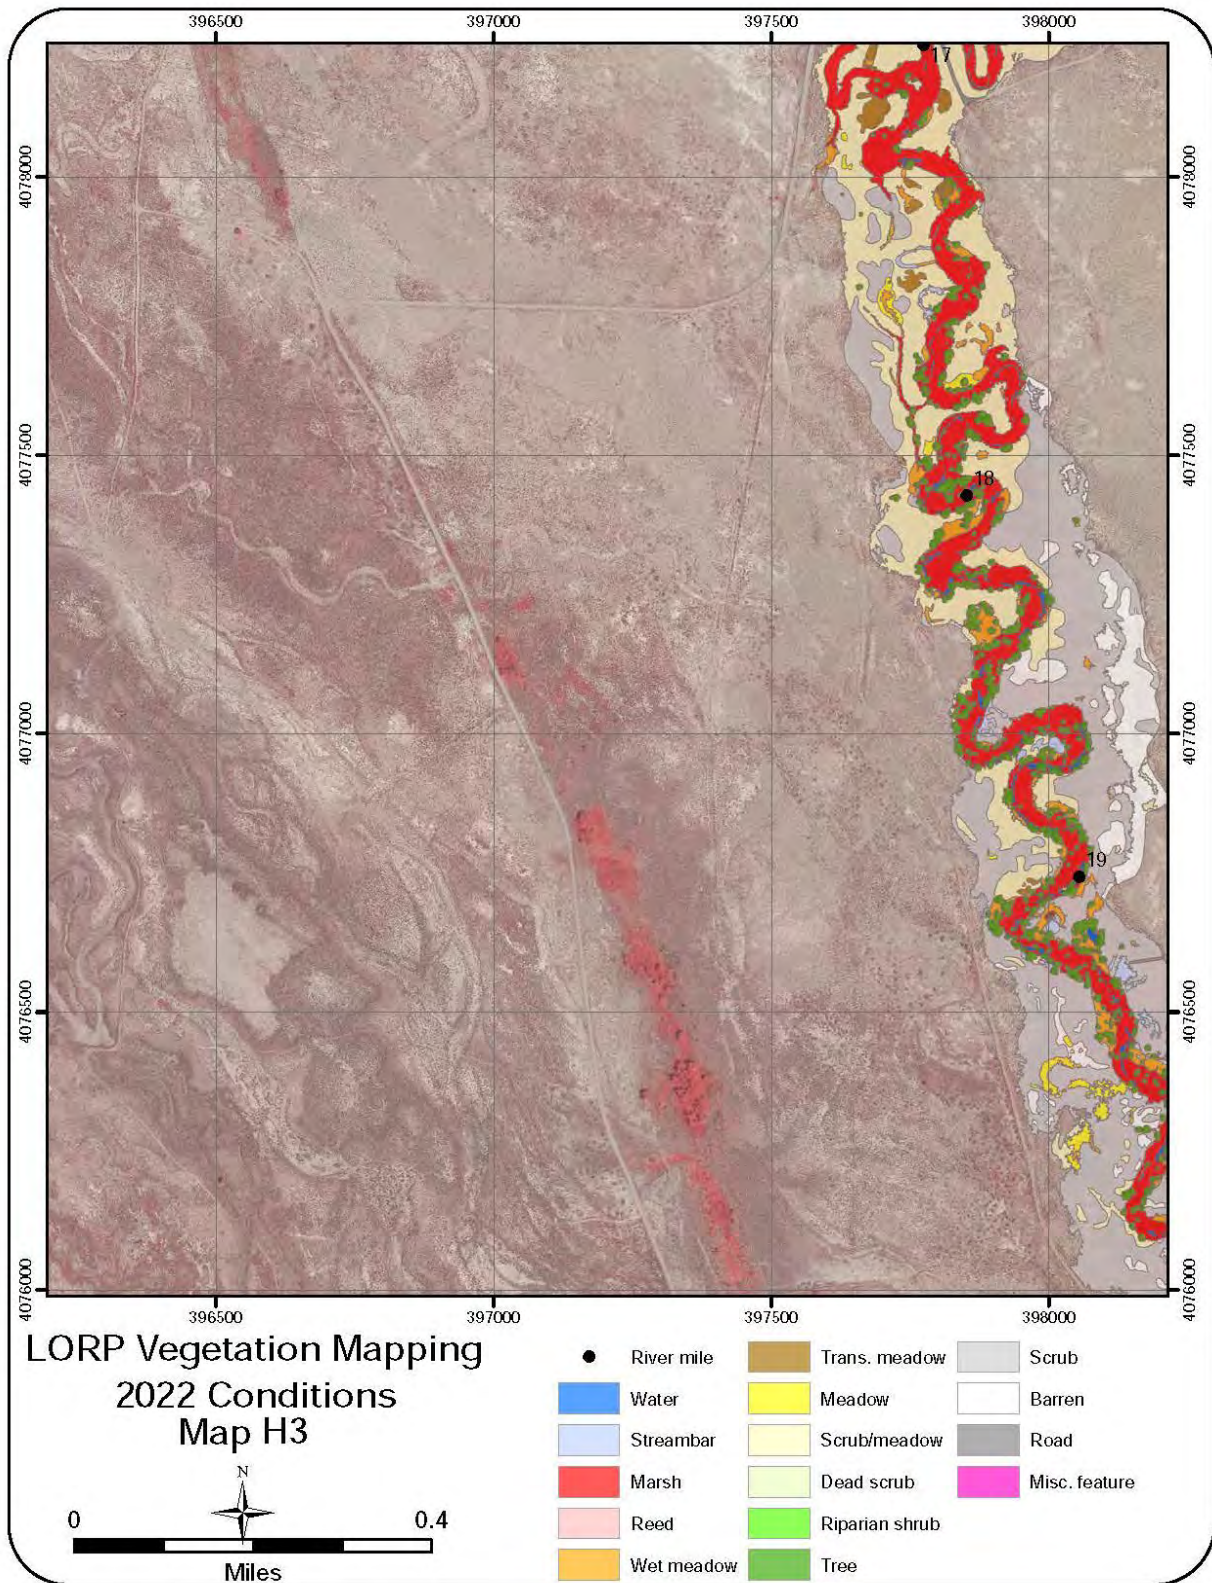 396500 397000 397500 398000
17
4078000 4078000
4077500 4077500
18
4077000 4077000
19
4076500 4076500
4076000 4076000
396500 397000 397500 398000
LORP Vegetation Mapping
2022 Conditions
Map H3
N
0 0.4
Miles
River mile
Water
Streambar
Marsh
Reed
Wet meadow
Trans. meadow
Meadow
Scrub/meadow
Dead scrub
Riparian shrub
Tree
Scrub
Barren
Road
Misc. feature